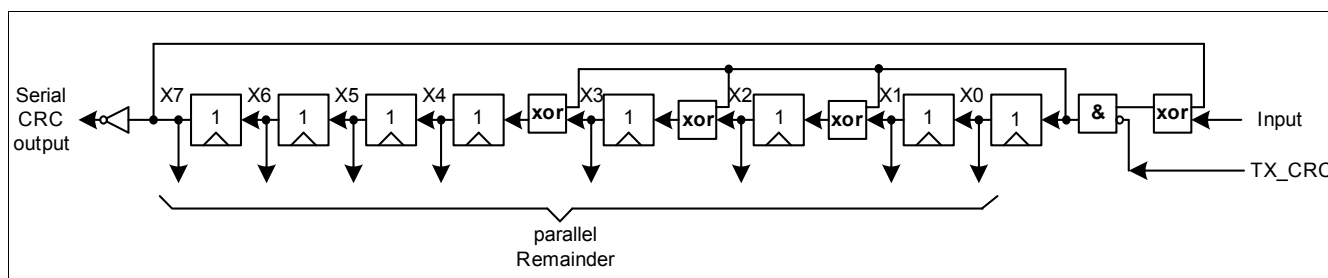 Serial
CRC
output
X7
1
X6
1
X5
1
X4
1
xor
X3
1
xor
X2
1
xor
X1
1
X0
1
&
xor
Input
TX_CRC
parallel
Remainder